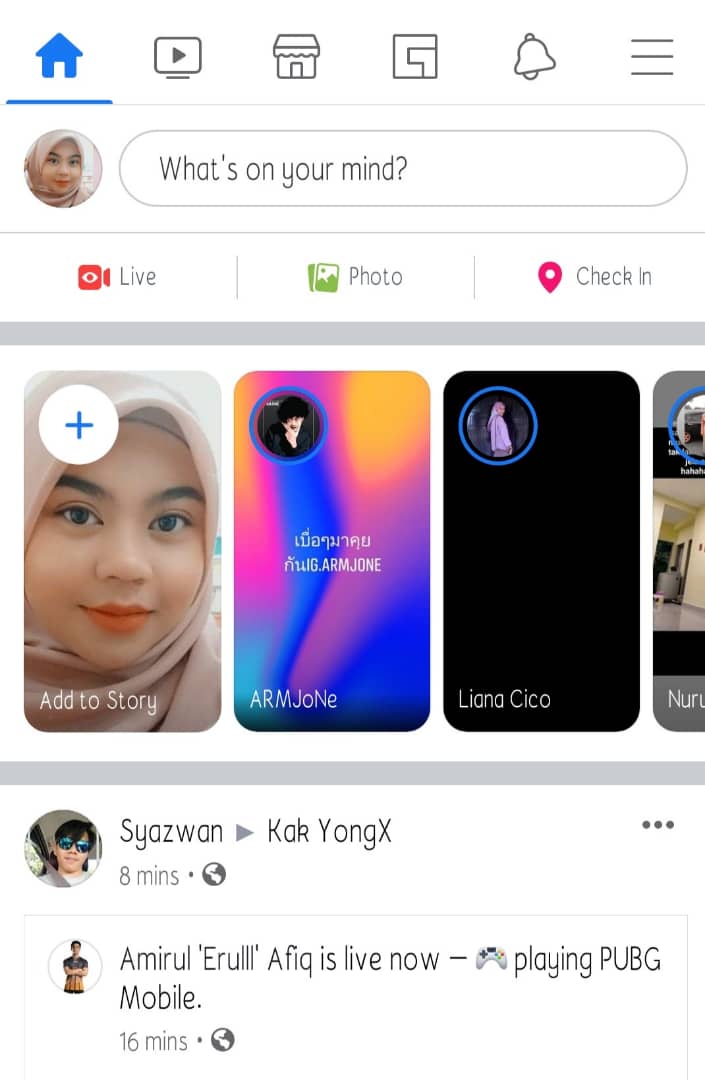 What's on your mind?
Live
Photo
Check In
เบื่อๆมาคุย
กันIG.ARMJONE
hahah
Add to Story
ARMJoNe
Liana Cico
Syazwan ▶ Kak YongX
8 mins •
Amirul 'Erulll' Afiq is live now — 🎮 playing PUBG
Mobile.
16 mins •